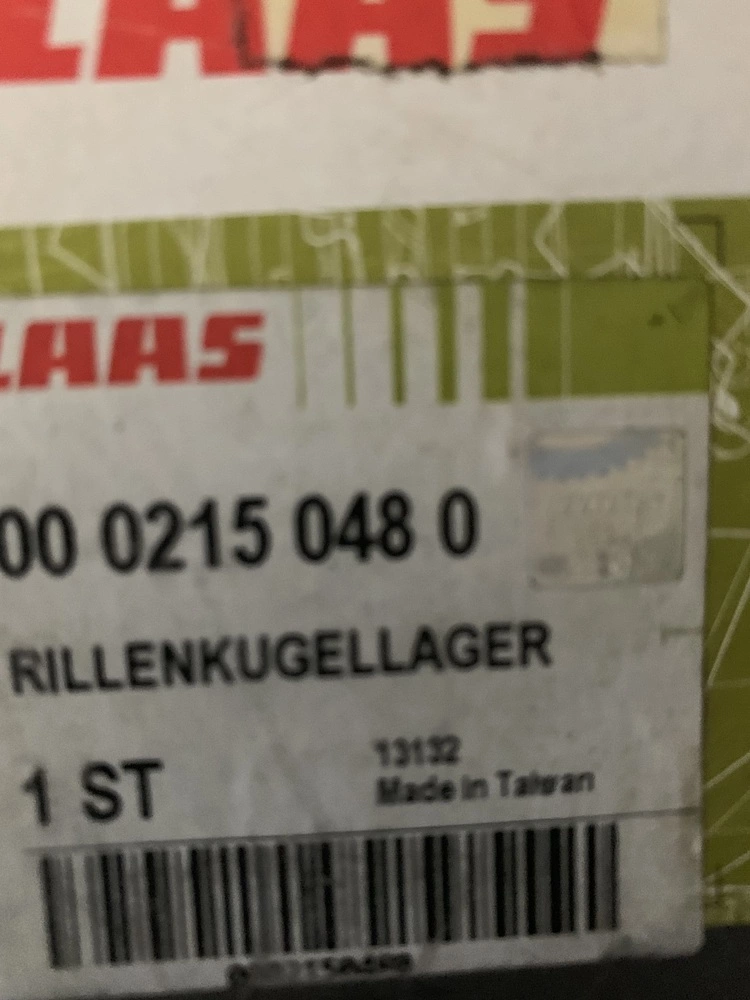 LAAS
LAAS
00 0215 048 0
RILLENKUGELLAGER
1 ST
13132
Made in Taiwan